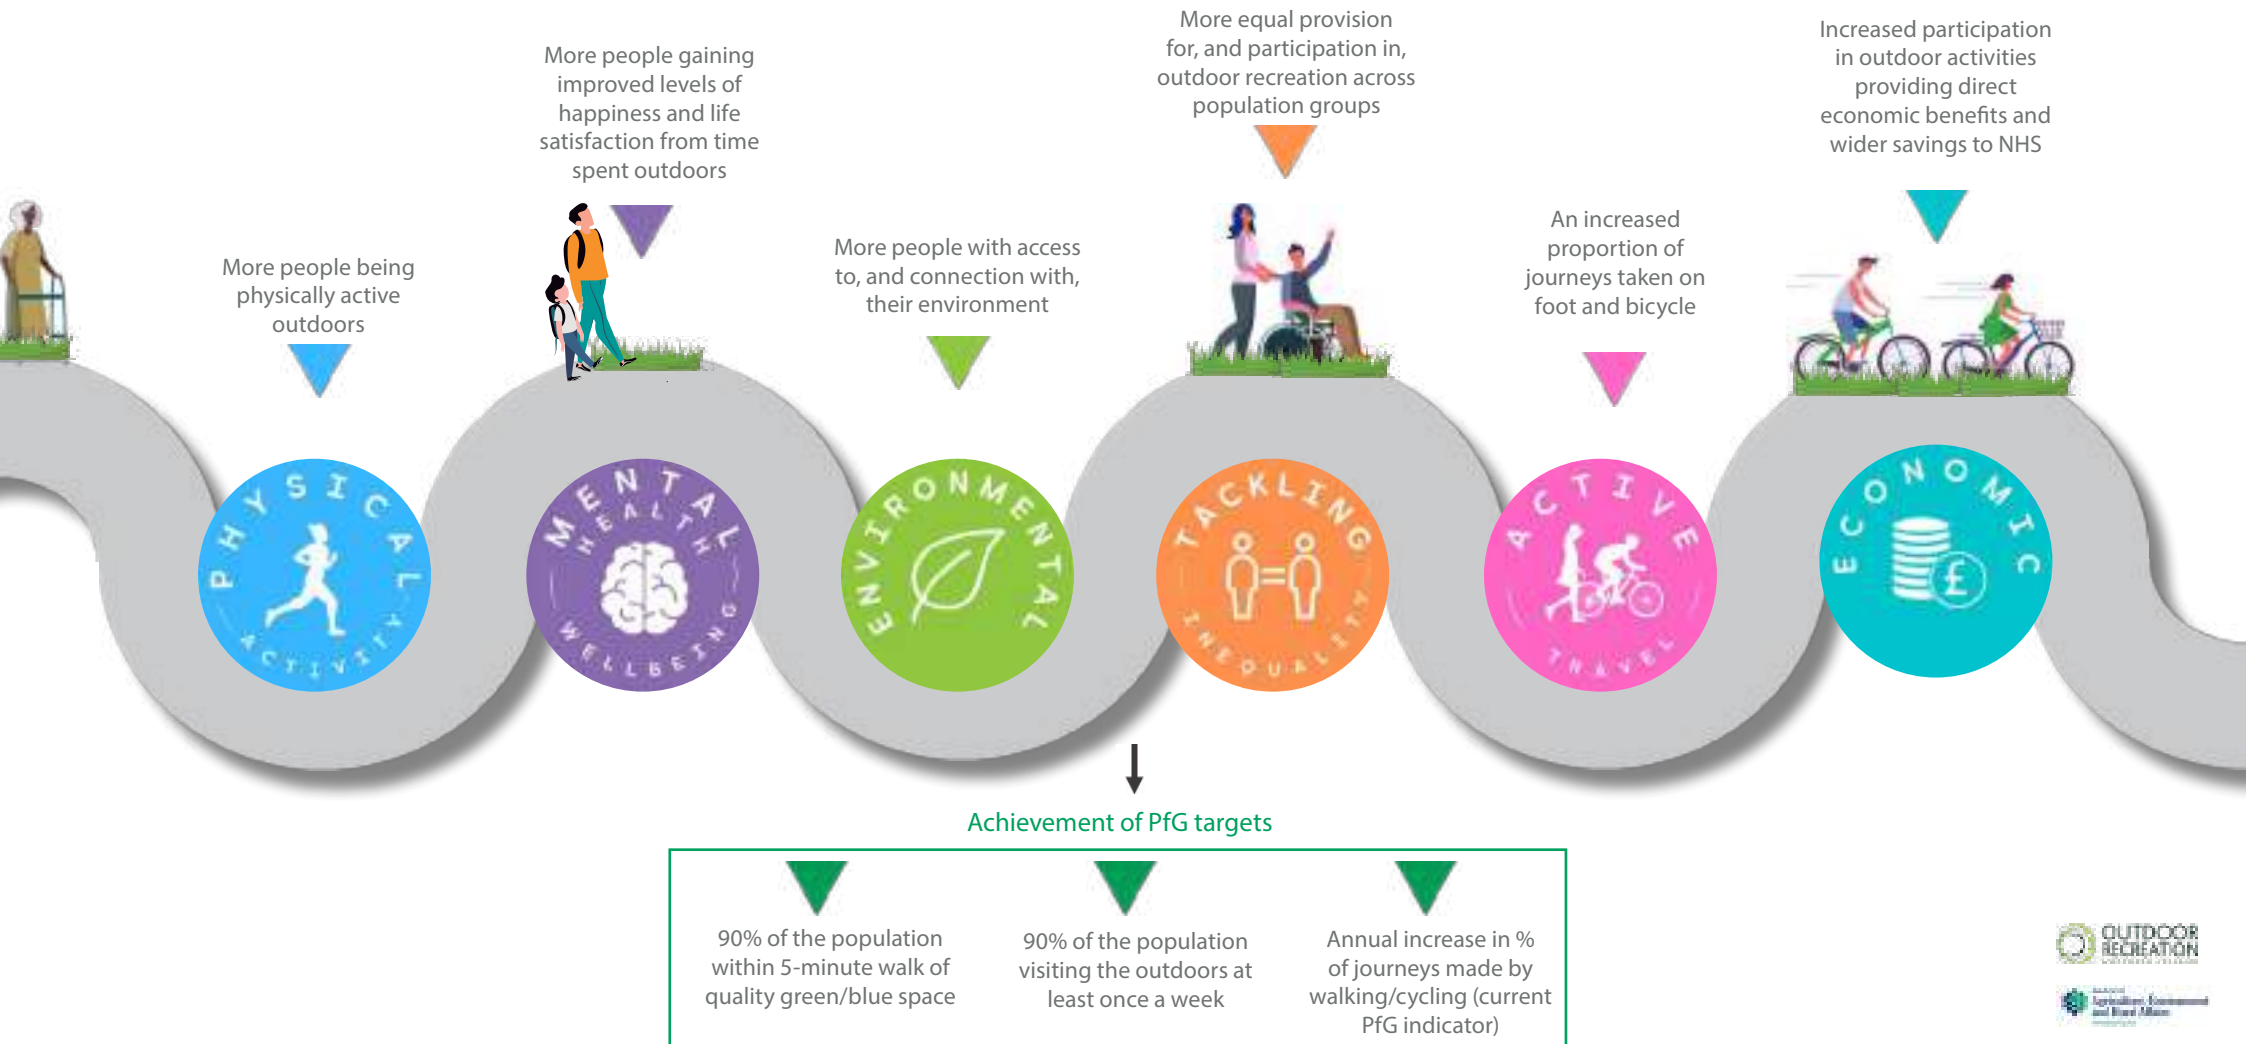 More people being
physically active
outdoors
More people gaining
improved levels of
happiness and life
satisfaction from time
spent outdoors
More people with access
to, and connection with,
their environment
More equal provision
for, and participation in,
outdoor recreation across
population groups
An increased
proportion of
journeys taken on
foot and bicycle
Increased participation
in outdoor activities
providing direct
economic benefits and
wider savings to NHS
PHYSICAL
ACTIVITY
MENTAL
HEALTH
WELLBEING
ENVIRONMENTAL
TACKLING
INEQUALITY
ACTIVE
TRAVEL
ECONOMIC
£
Achievement of PfG targets
90% of the population
within 5-minute walk of
quality green/blue space
90% of the population
visiting the outdoors at
least once a week
Annual increase in %
of journeys made by
walking/cycling (current
PfG indicator)
OUTDOOR
RECREATION
Agriculture, Environment
and Rural Affairs